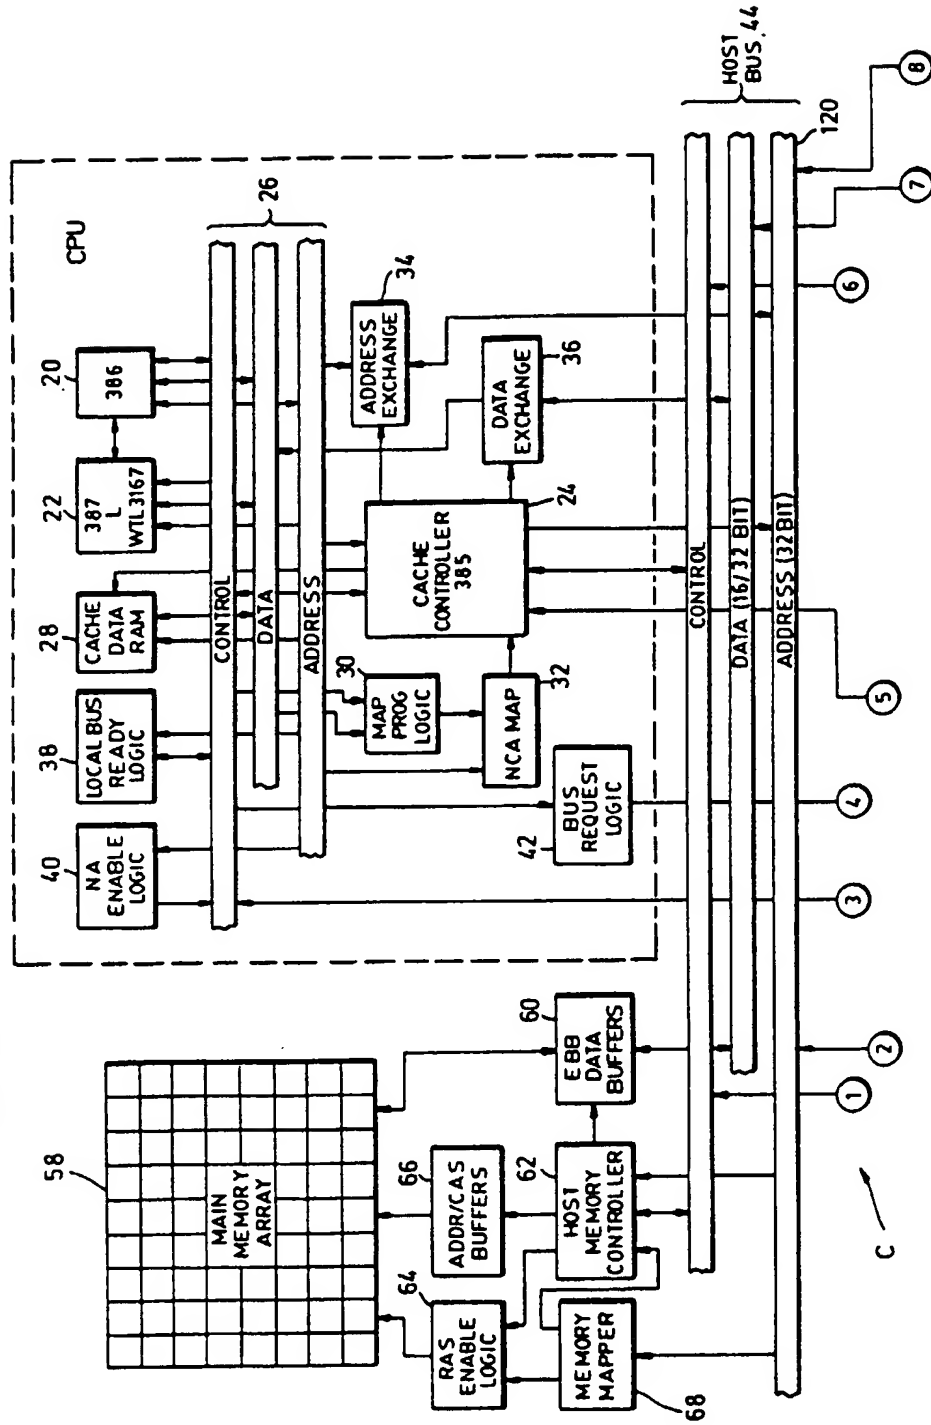 58
MAIN
MEMORY
ARRAY
CPU
40
NA
ENABLE
LOGIC
38
LOCAL BUS
READY
LOGIC
28
CACHE
DATA
RAM
22
387
L
WTL3167
20
386
CONTROL
DATA
ADDRESS
26
64
RAS
ENABLE
LOGIC
66
ADDR/CAS
BUFFERS
30
MAP
PROG
LOGIC
CACHE
CONTROLLER
385
24
ADDRESS
EXCHANGE
34
NCA MAP
32
DATA
EXCHANGE
36
MEMORY
MAPPER
68
62
HOST
MEMORY
CONTROLLER
60
EBB
DATA
BUFFERS
42
BUS
REQUEST
LOGIC
CONTROL
DATA (16/32 BIT)
ADDRESS (32BIT)
HOST
BUS,44
120
C
1
2
3
4
5
6
7
8